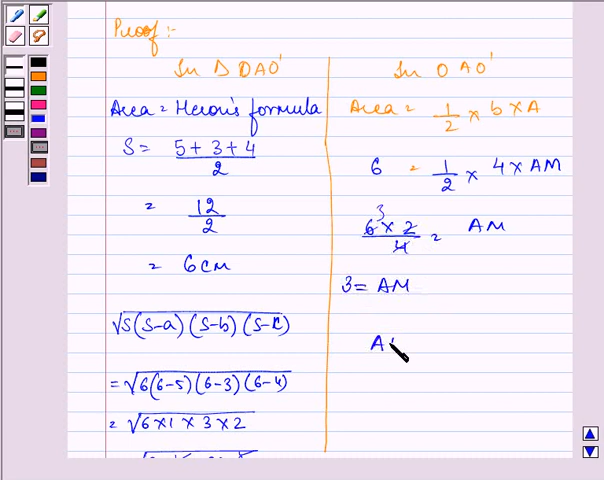 Proof :-
In Δ OAO'
Area = Heron's formula
S = 5 + 3 + 4 / 2
= 12 / 2
= 6 CM
√S(S-a) (S-b) (S-c)
= √6(6-5) (6-3) (6-4)
= √6 × 1 × 3 × 2
In OAO'
Area = 1/2 × b × A
6 = 1/2 × 4 × AM
6 3 × 2 / 4 = AM
3 = AM
A